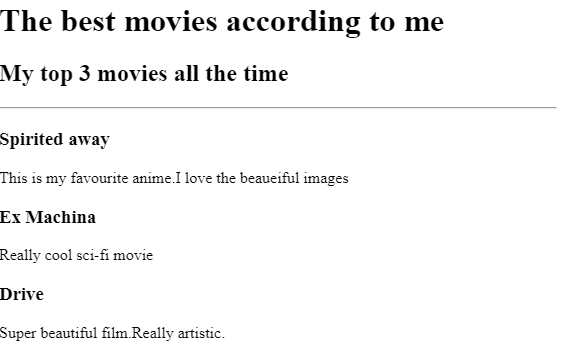 The best movies according to me
My top 3 movies all the time
Spirited away
This is my favourite anime.I love the beaueiful images
Ex Machina
Really cool sci-fi movie
Drive
Super beautiful film.Really artistic.